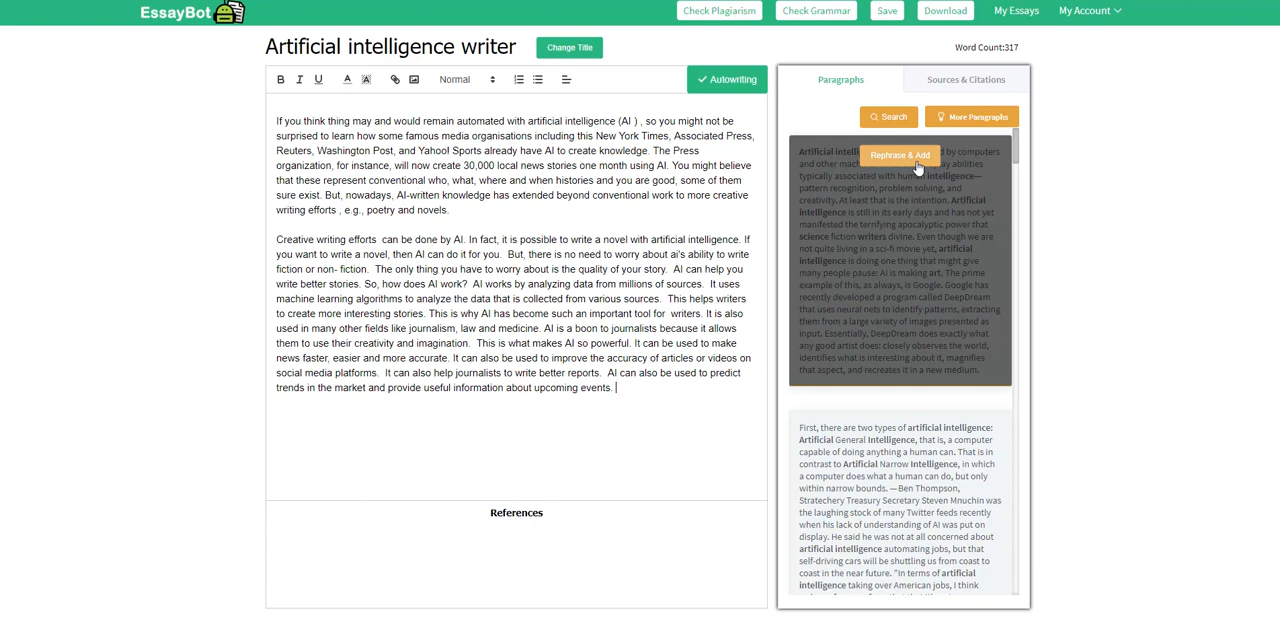 EssayBot
Check Plagiarism
Check Grammar
Save
Download
My Essays
My Account
Artificial intelligence writer
Change Title
Word Count:317
B I U A A Normal
Autowriting
If you think thing may and would remain automated with artificial intelligence (AI ) , so you might not be
surprised to learn how some famous media organisations including this New York Times, Associated Press,
Reuters, Washington Post, and Yahoo! Sports already have AI to create knowledge. The Press
organization, for instance, will now create 30,000 local news stories one month using AI. You might believe
that these represent conventional who, what, where and when histories and you are good, some of them
sure exist. But, nowadays, AI-written knowledge has extended beyond conventional work to more creative
writing efforts , e.g., poetry and novels.
Creative writing efforts can be done by AI. In fact, it is possible to write a novel with artificial intelligence. If
you want to write a novel, then AI can do it for you. But, there is no need to worry about ai's ability to write
fiction or non- fiction. The only thing you have to worry about is the quality of your story. AI can help you
write better stories. So, how does AI work? AI works by analyzing data from millions of sources. It uses
machine learning algorithms to analyze the data that is collected from various sources. This helps writers
to create more interesting stories. This is why AI has become such an important tool for writers. It is also
used in many other fields like journalism, law and medicine. AI is a boon to journalists because it allows
them to use their creativity and imagination. This is what makes AI so powerful. It can be used to make
news faster, easier and more accurate. It can also be used to improve the accuracy of articles or videos on
social media platforms. It can also help journalists to write better reports. AI can also be used to predict
trends in the market and provide useful information about upcoming events.
References
Paragraphs
Sources & Citations
Search
More Paragraphs
Rephrase & Add
Artificial by computers
and other abilities
typically associated with human intelligence—
pattern recognition, problem solving, and
creativity. At least that is the intention. Artificial
intelligence is still in its early days and has not yet
manifested the terrifying apocalyptic power that
science fiction writers divine. Even though we are
not quite living in a sci-fi movie yet, artificial
intelligence is doing one thing that might give
many people pause: AI is making art. The prime
example of this, as always, is Google. Google has
recently developed a program called DeepDream
that uses neural nets to identify patterns, extracting
them from a large variety of images presented as
input. Essentially, DeepDream does exactly what
any good artist does: closely observes the world,
identifies what is interesting about it, magnifies
that aspect, and recreates it in a new medium.
First, there are two types of artificial intelligence:
Artificial General Intelligence, that is, a computer
capable of doing anything a human can. That is in
contrast to Artificial Narrow Intelligence, in which
a computer does what a human can do, but only
within narrow bounds. —Ben Thompson,
Stratechery Treasury Secretary Steven Mnuchin was
the laughing stock of many Twitter feeds recently
when his lack of understanding of AI was put on
display. He said he was not at all concerned about
artificial intelligence automating jobs, but that
self-driving cars will be shuttling us from coast to
coast in the near future. "In terms of artificial
intelligence taking over American jobs, I think